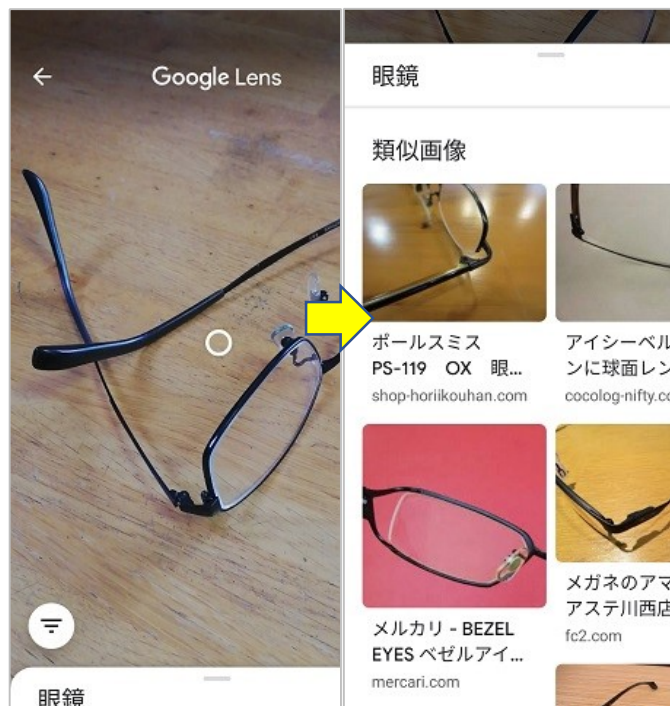 Google Lens
眼鏡
眼鏡
類似画像
ポールスミス
PS-119 OX 眼...
shop-horiikouhan.com
アイシーベル
ンに球面レン
cocolog-nifty.co
メルカリ - BEZEL
EYES ベゼルアイ...
mercari.com
メガネのアマ
アステ川西店
fc2.com